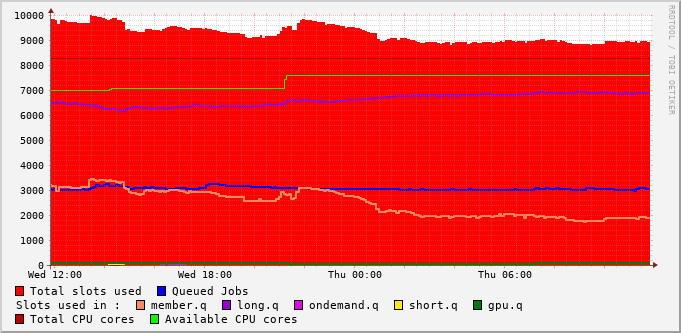 RRDTOOL / TOBI OETIKER
10000
9000
8000
7000
6000
5000
4000
3000
2000
1000
0
Wed 12:00 Wed 18:00 Thu 00:00 Thu 06:00
Total slots used Queued Jobs
Slots used in : member.q long.q ondemand.q short.q gpu.q
Total CPU cores Available CPU cores